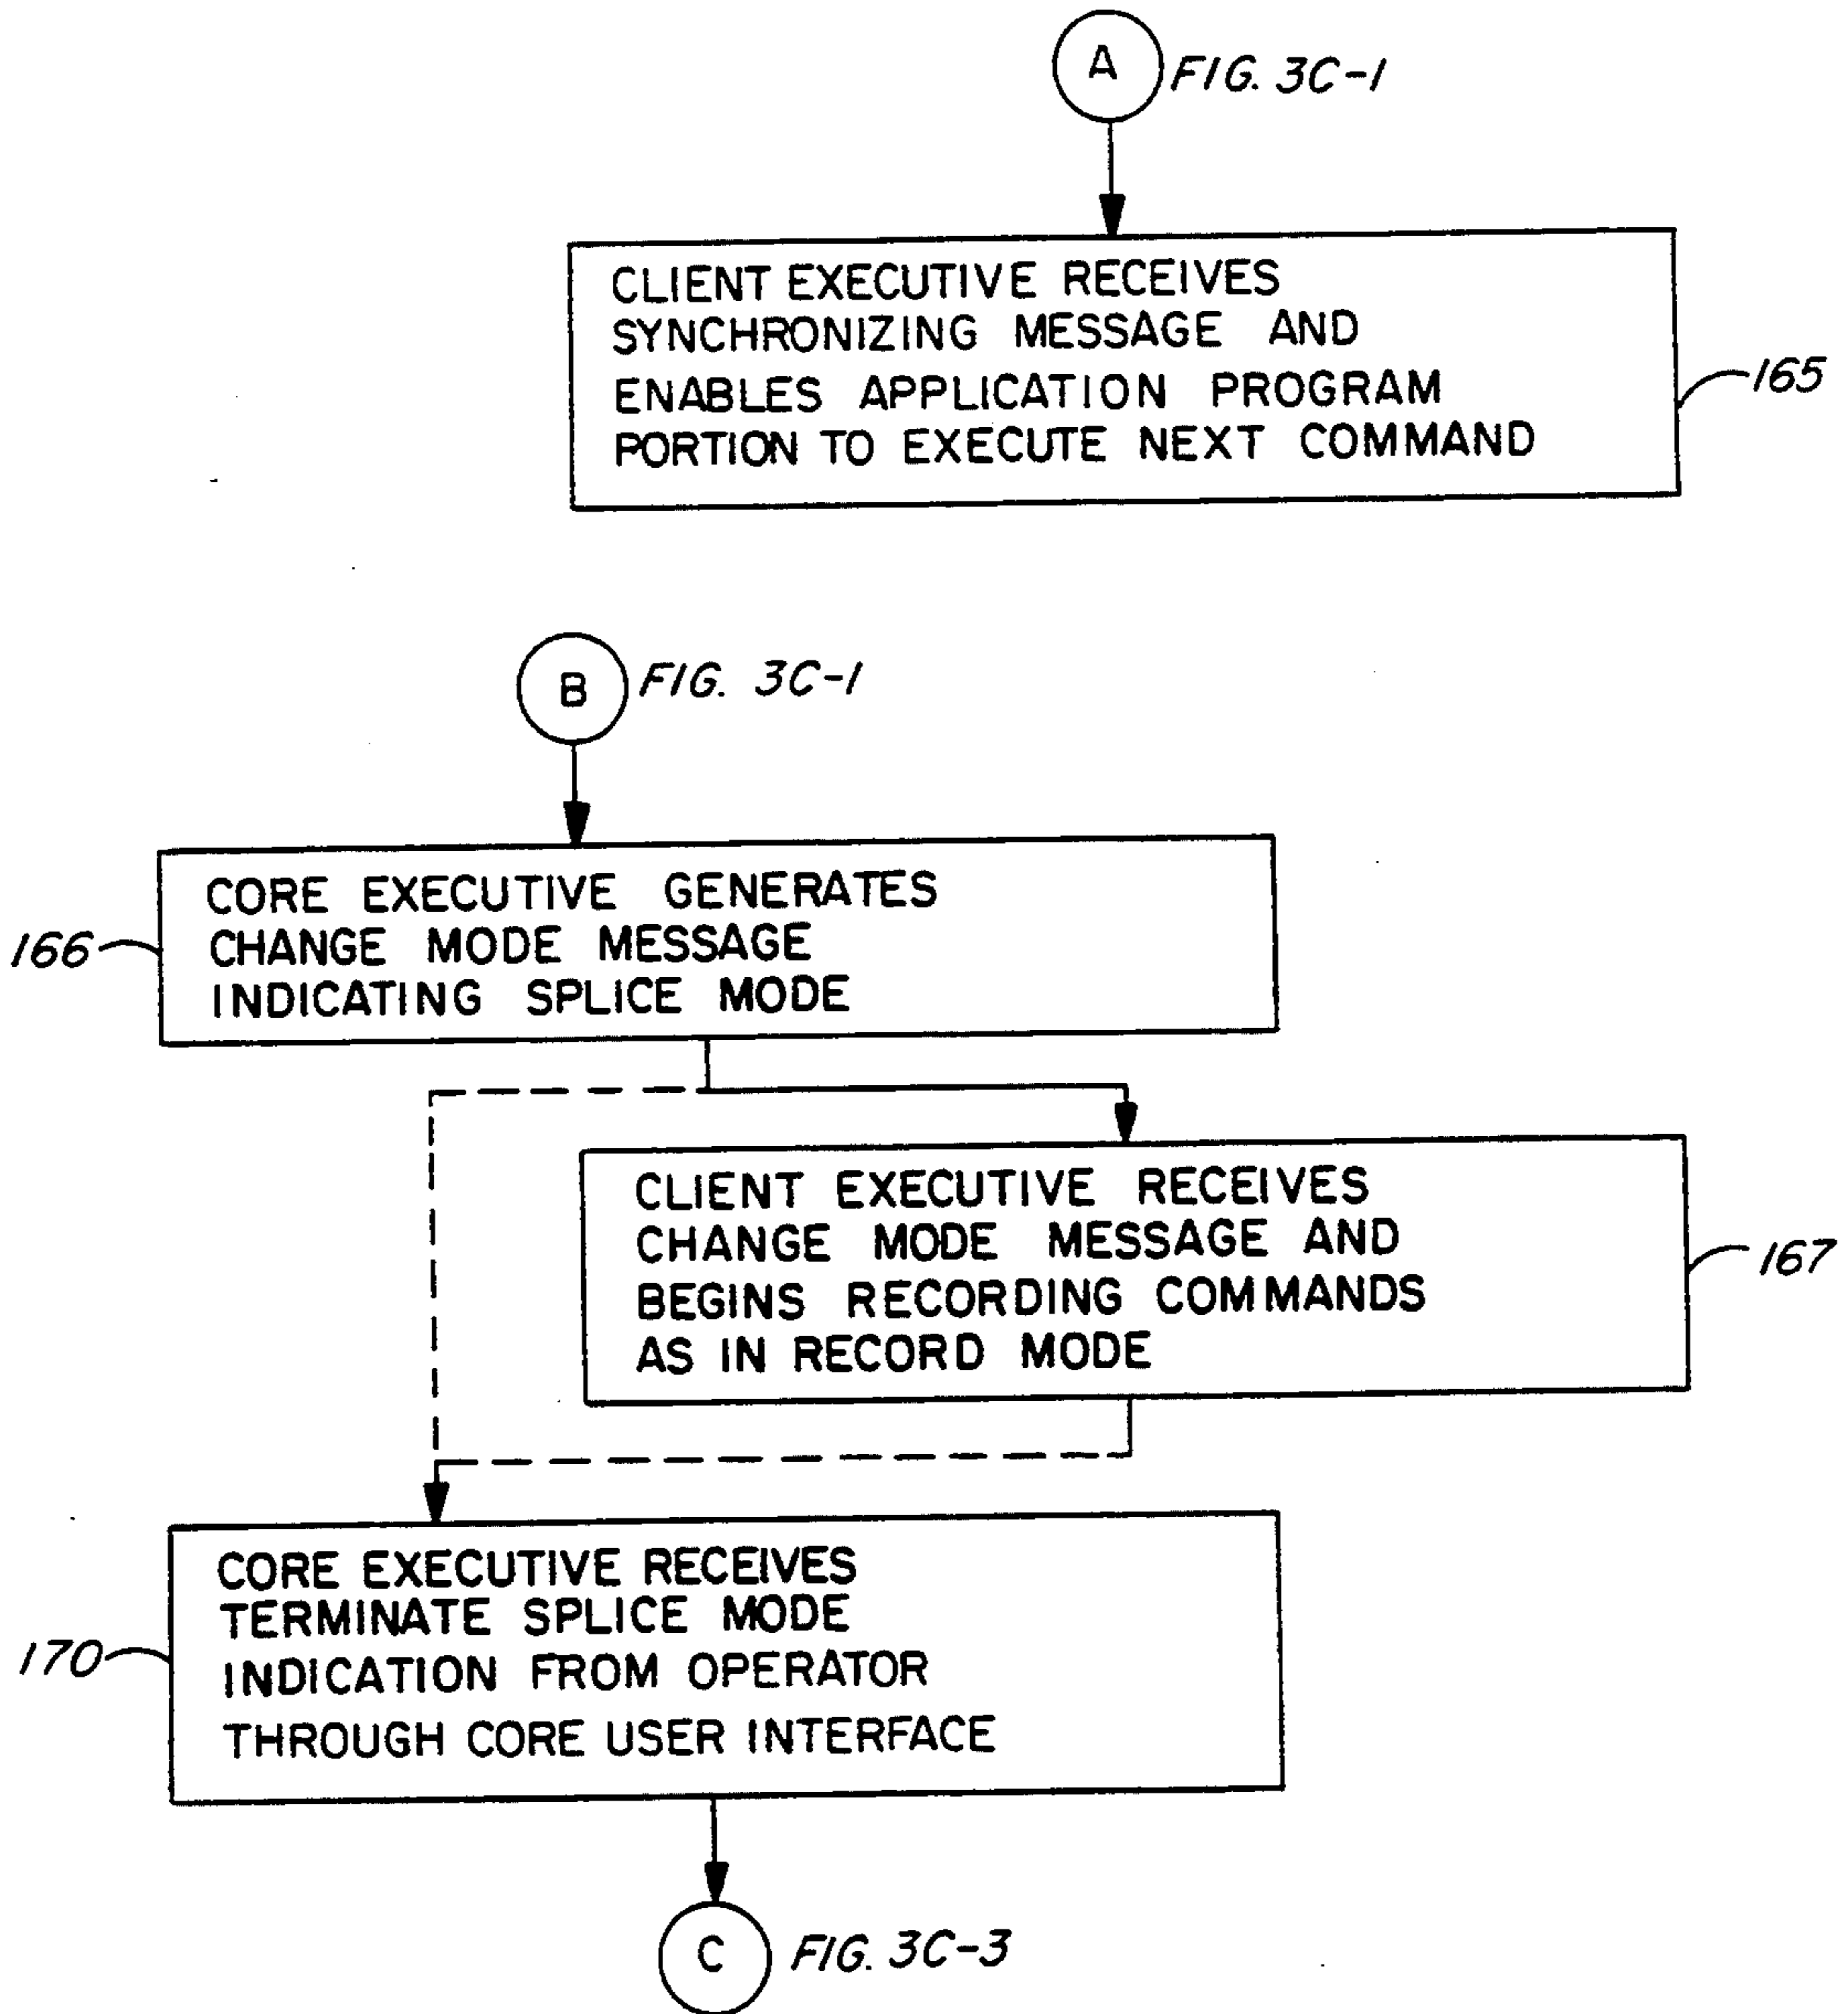 A FIG. 3C-1
CLIENT EXECUTIVE RECEIVES
SYNCHRONIZING MESSAGE AND
ENABLES APPLICATION PROGRAM
PORTION TO EXECUTE NEXT COMMAND
165
B FIG. 3C-1
CORE EXECUTIVE GENERATES
CHANGE MODE MESSAGE
INDICATING SPLICE MODE
166
CLIENT EXECUTIVE RECEIVES
CHANGE MODE MESSAGE AND
BEGINS RECORDING COMMANDS
AS IN RECORD MODE
167
CORE EXECUTIVE RECEIVES
TERMINATE SPLICE MODE
INDICATION FROM OPERATOR
THROUGH CORE USER INTERFACE
170
C FIG. 3C-3